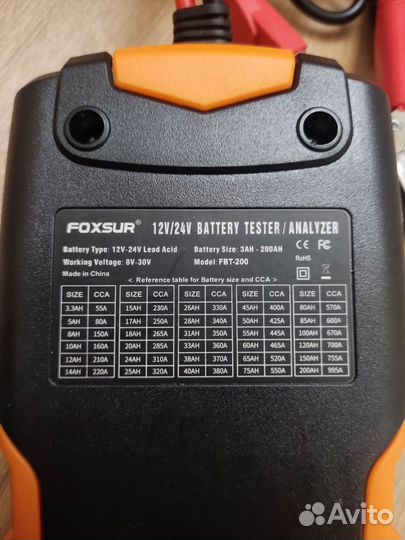 FOXSUR® 12V/24V BATTERY TESTER/ANALYZER
Battery Type: 12V-24V Lead Acid Battery Size: 3AH - 200AH
Working Voltage: 8V-30V Model: FBT-200
Made in China RoHS
< Reference table for Battery size and CCA >
SIZE CCA SIZE CCA SIZE CCA SIZE CCA SIZE CCA
3.3AH 55A 15AH 230A 26AH 330A 45AH 400A 80AH 570A
5AH 80A 17AH 250A 28AH 340A 50AH 425A 85AH 600A
8AH 150A 18AH 265A 31AH 350A 55AH 445A 100AH 670A
10AH 160A 20AH 285A 33AH 360A 60AH 465A 120AH 700A
12AH 210A 24AH 310A 38AH 370A 65AH 520A 150AH 755A
14AH 220A 25AH 320A 40AH 380A 75AH 550A 200AH 995A
Avito